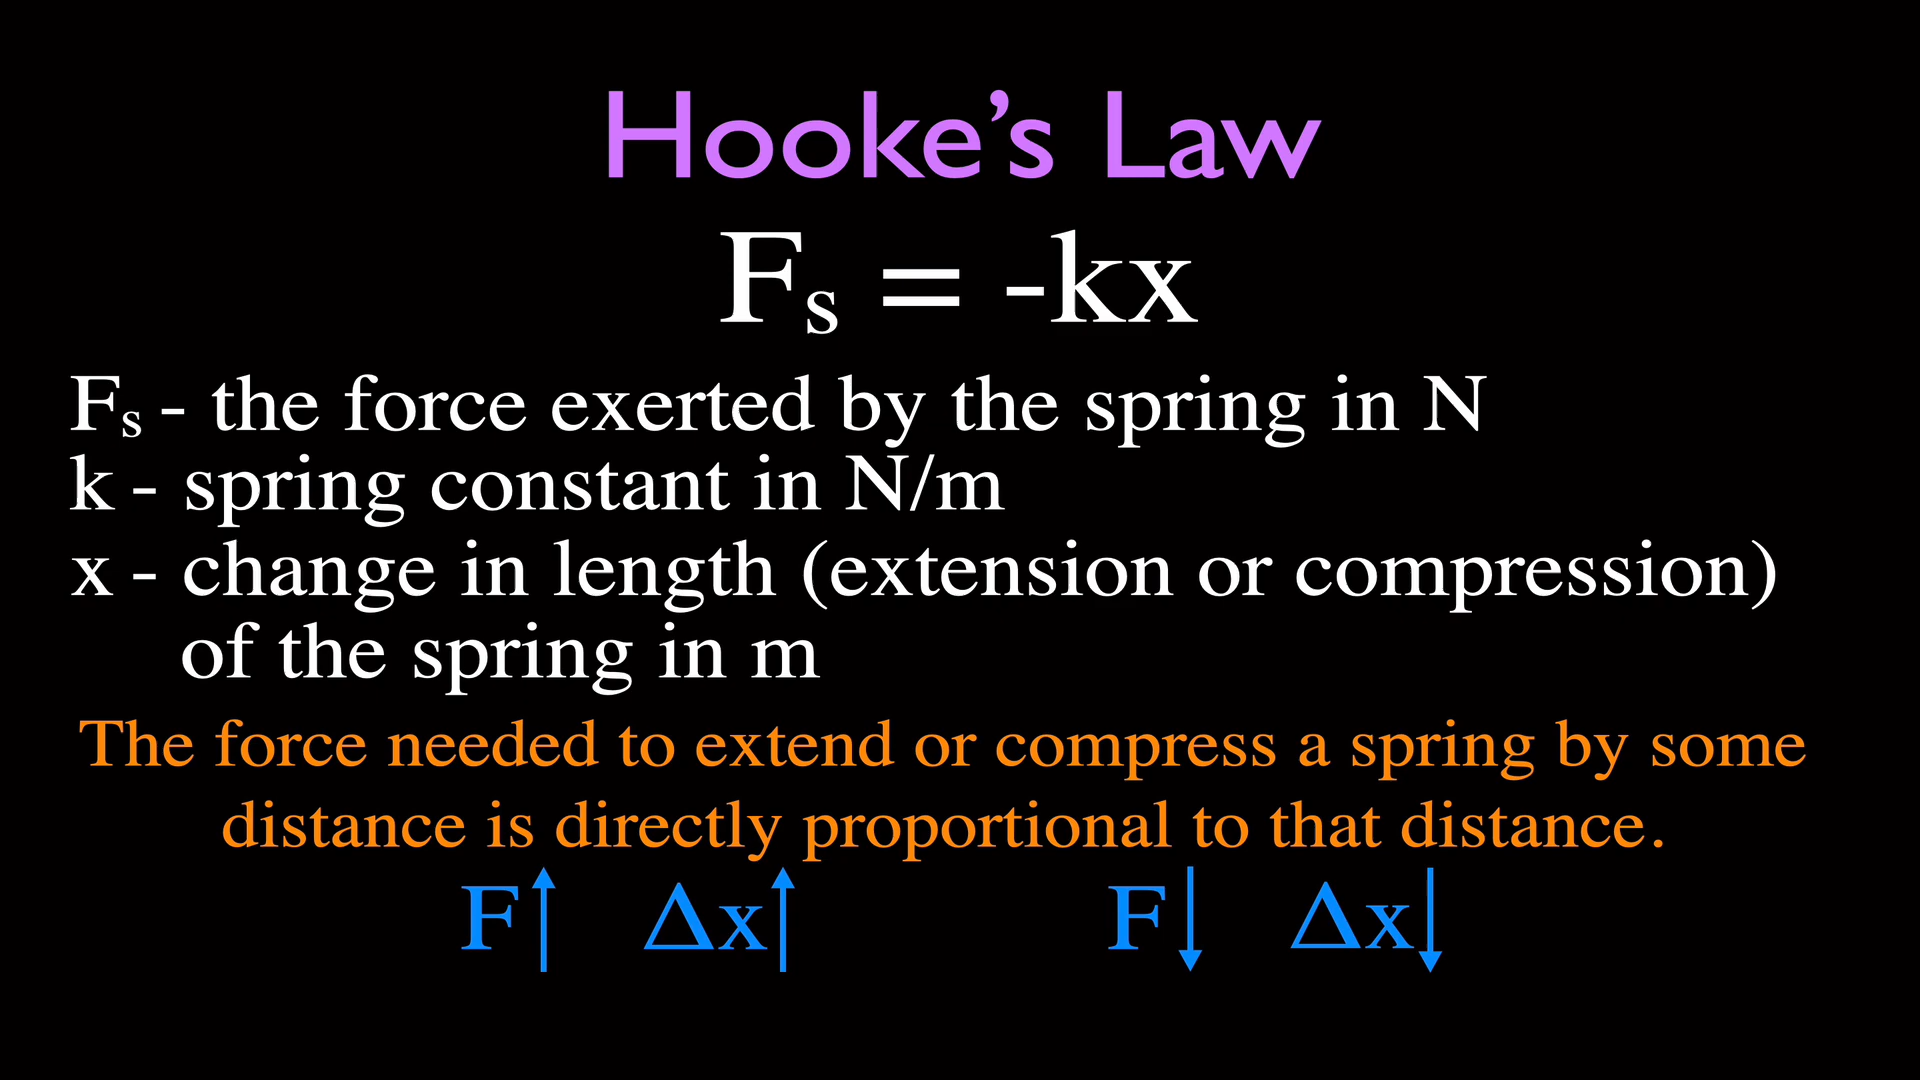 Hooke’s Law
Fs = -kx
Fs - the force exerted by the spring in N
k - spring constant in N/m
x - change in length (extension or compression)
of the spring in m
The force needed to extend or compress a spring by some
distance is directly proportional to that distance.
F↑ Δx↑ F↓ Δx↓